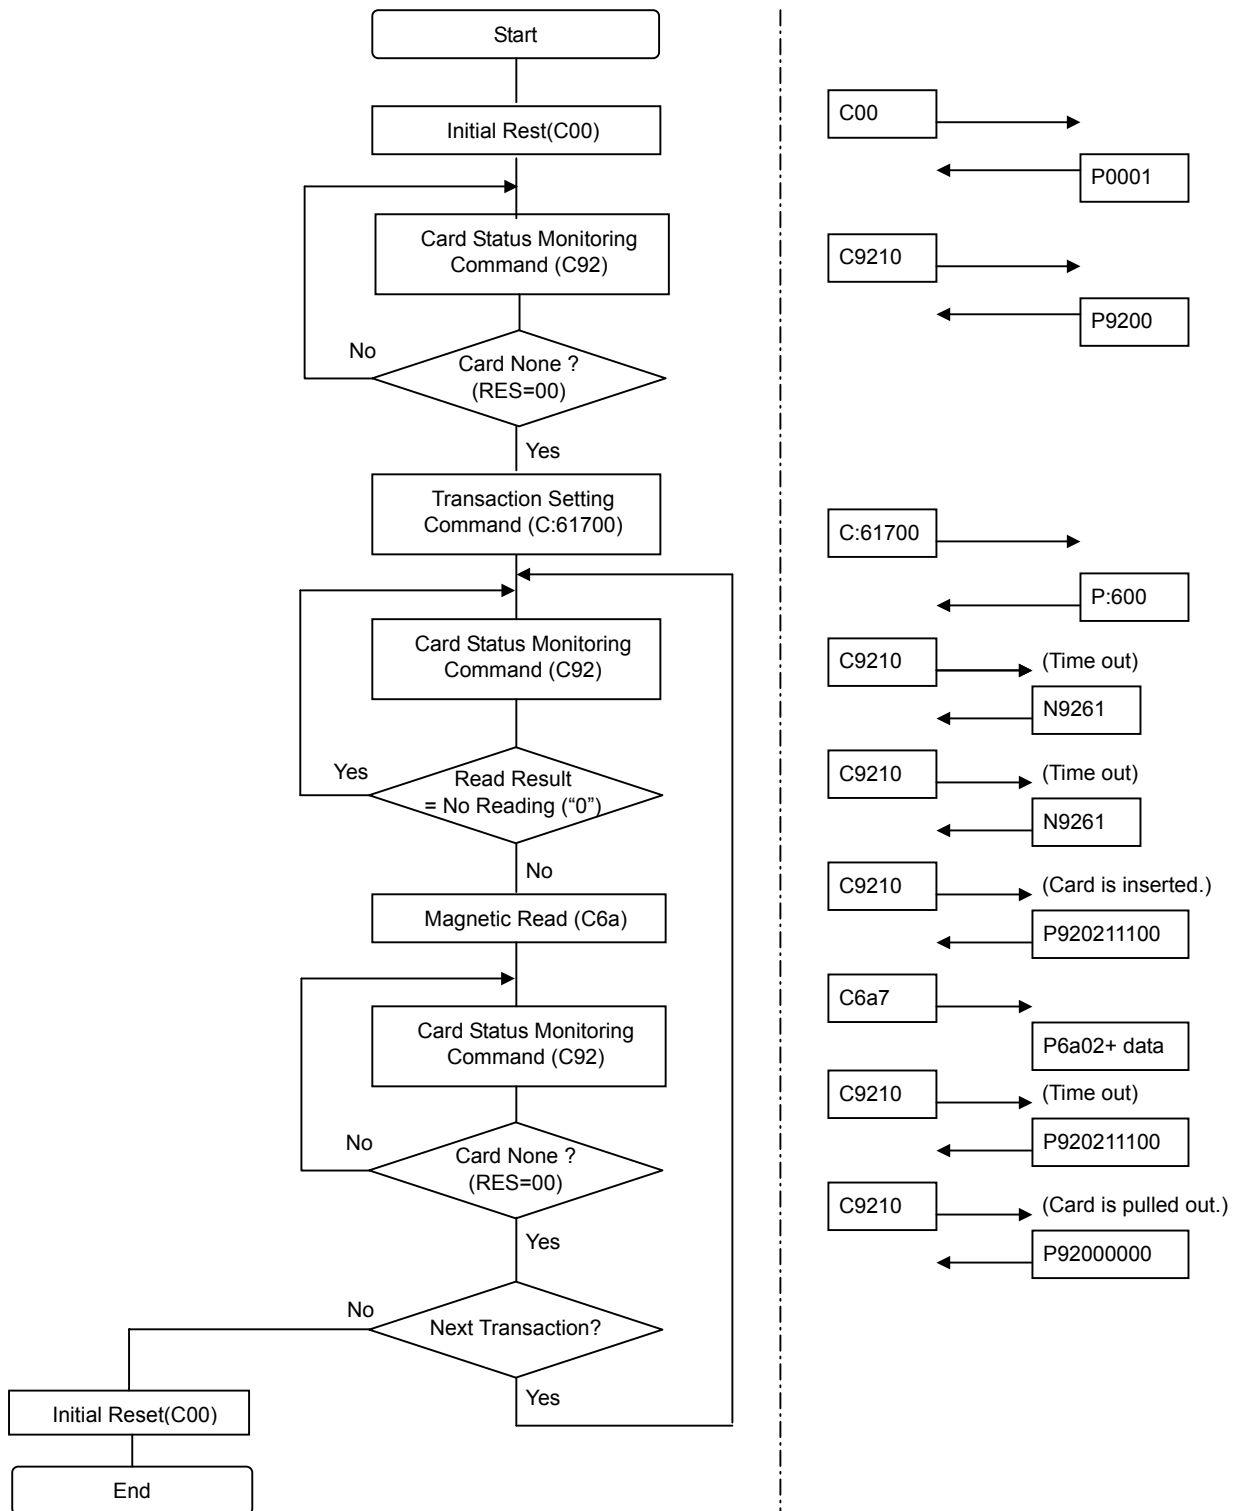 Start
Initial Rest(C00)
Card Status Monitoring
Command (C92)
No
Card None ?
(RES=00)
Yes
Transaction Setting
Command (C:61700)
Card Status Monitoring
Command (C92)
Yes
Read Result
= No Reading (“0”)
No
Magnetic Read (C6a)
Card Status Monitoring
Command (C92)
No
Card None ?
(RES=00)
Yes
No
Next Transaction?
Yes
Initial Reset(C00)
End
C00
P0001
C9210
P9200
C:61700
P:600
C9210
(Time out)
N9261
C9210
(Time out)
N9261
C9210
(Card is inserted.)
P920211100
C6a7
P6a02+ data
C9210
(Time out)
P920211100
C9210
(Card is pulled out.)
P92000000